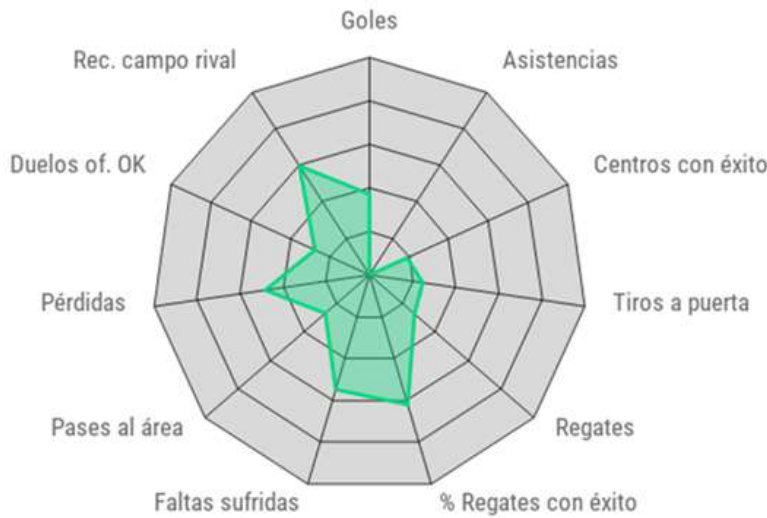 Goles
Rec. campo rival
Asistencias
Duelos of. OK
Centros con éxito
Pérdidas
Tiros a puerta
Pases al área
Regates
Faltas sufridas
% Regates con éxito